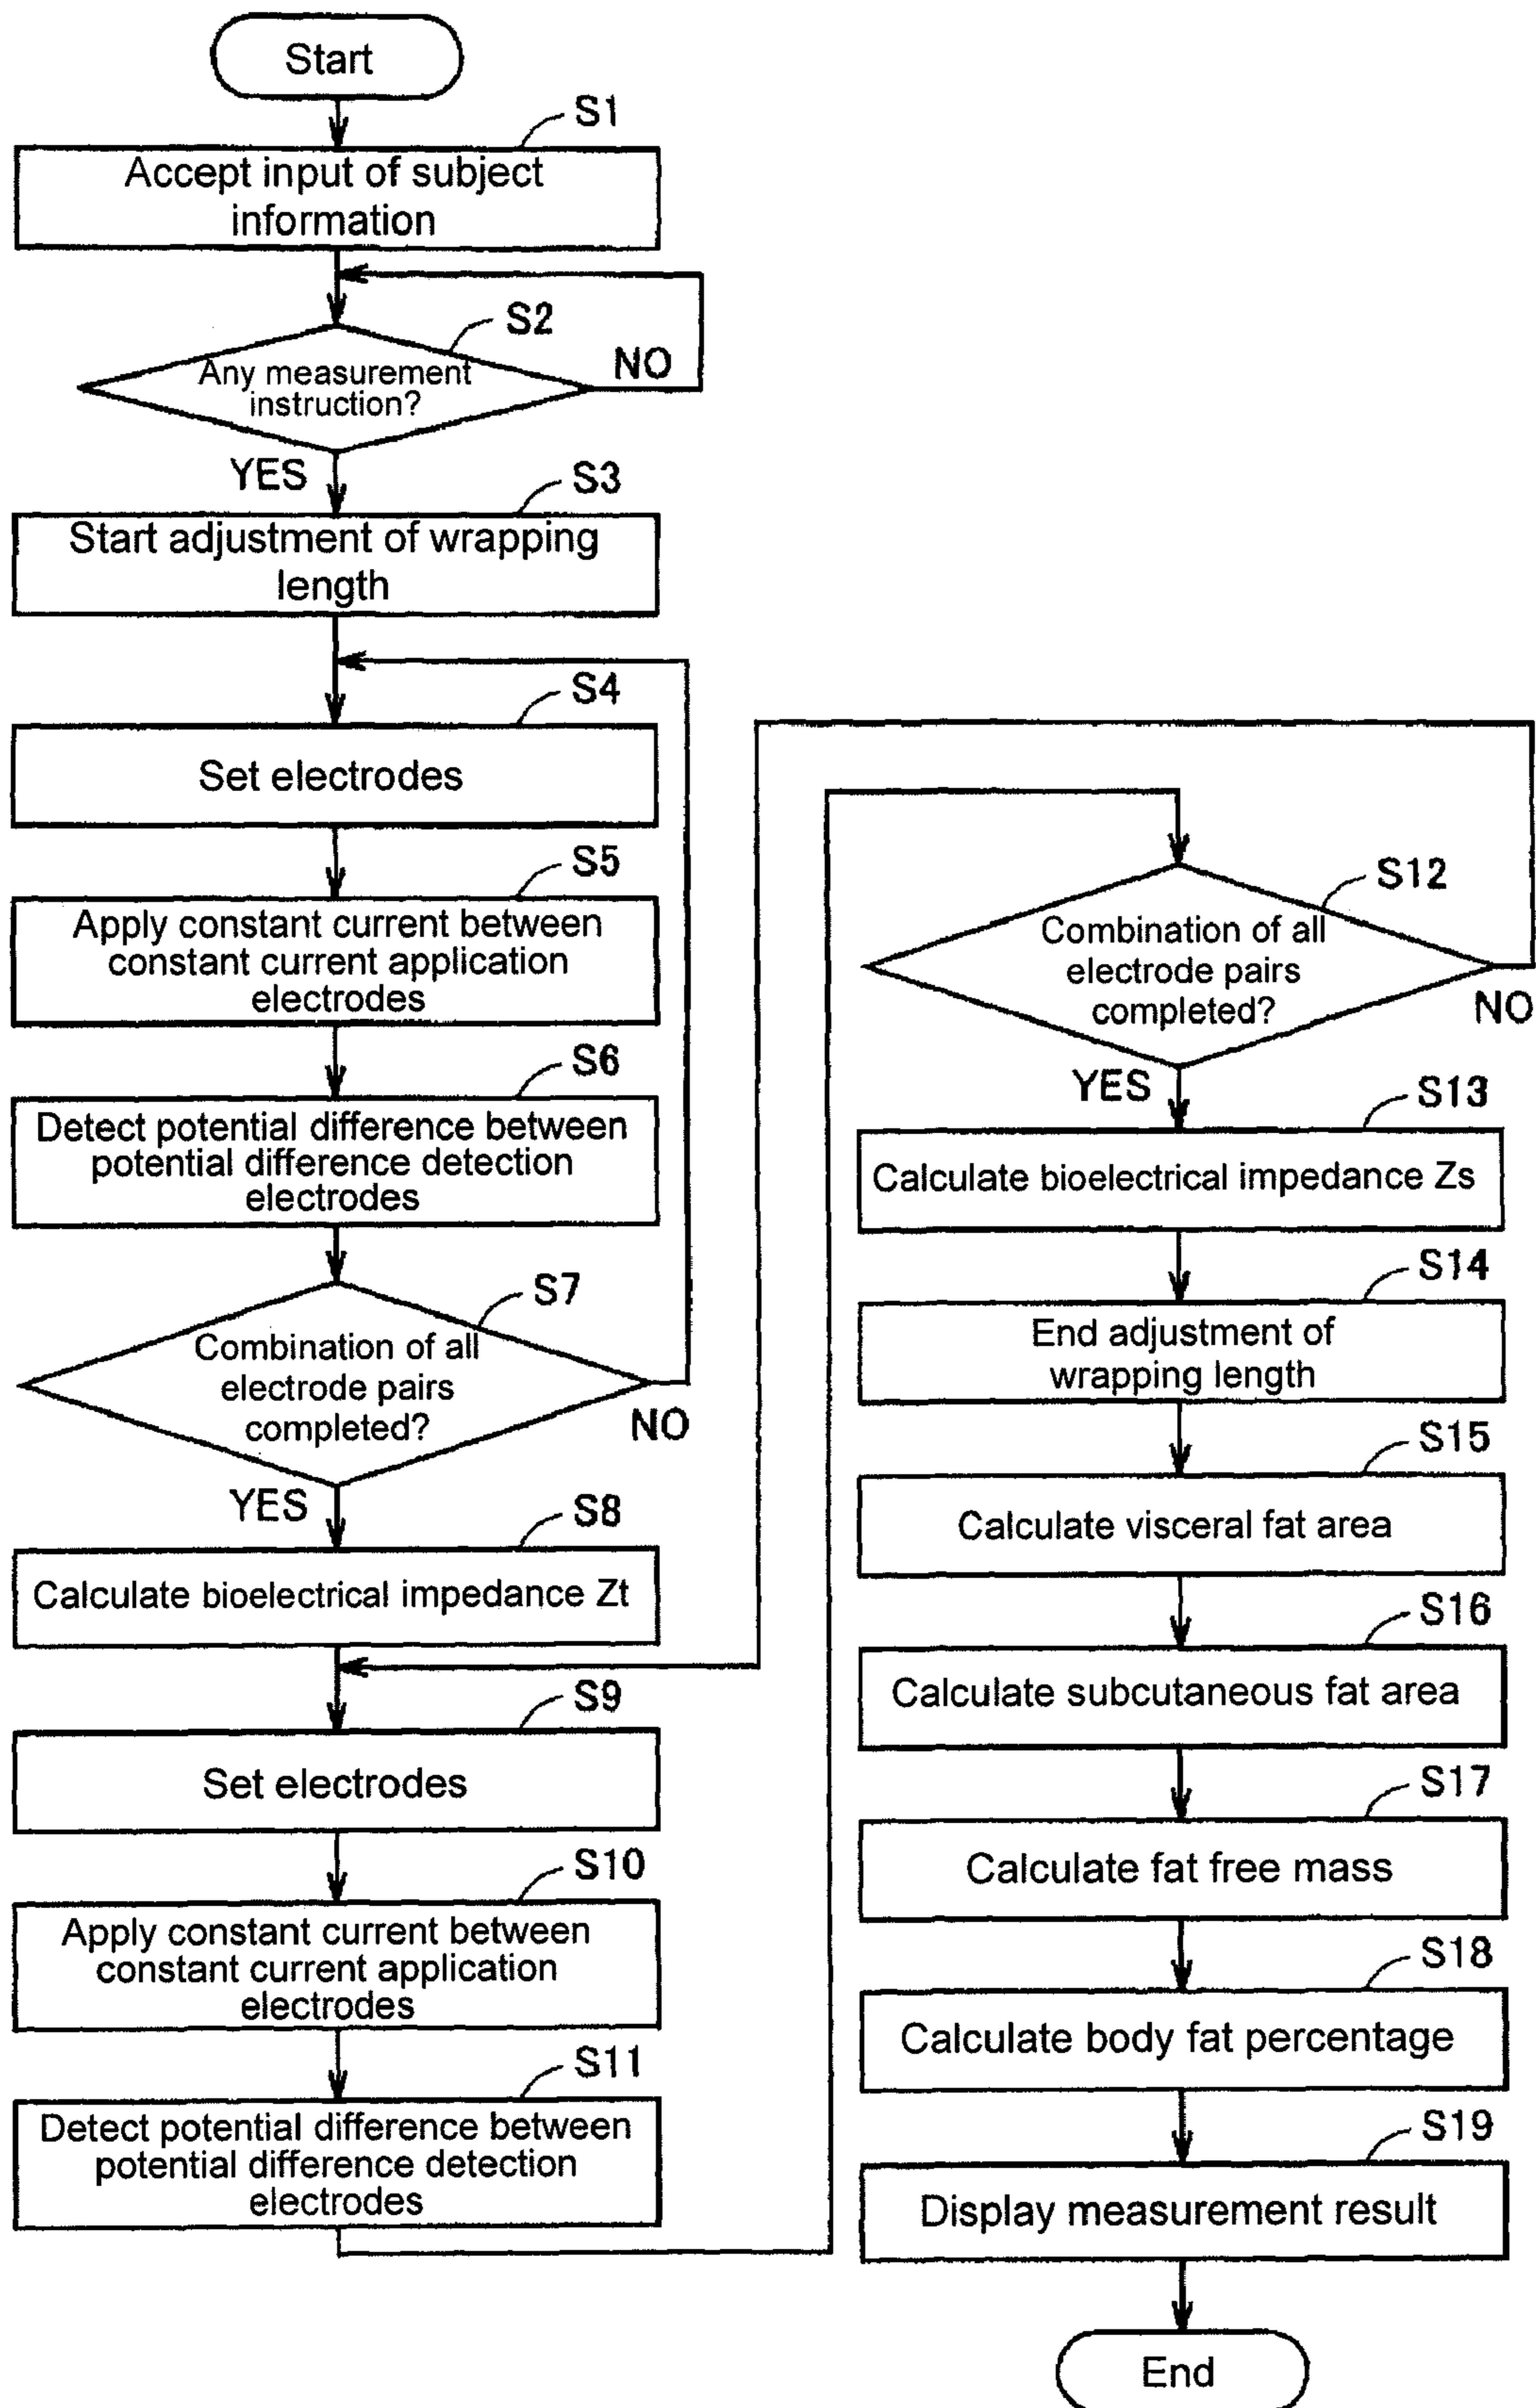 Start
S1
Accept input of subject
information
S2
Any measurement
instruction?
NO
YES
S3
Start adjustment of wrapping
length
S4
Set electrodes
S5
Apply constant current between
constant current application
electrodes
S6
Detect potential difference between
potential difference detection
electrodes
S7
Combination of all
electrode pairs
completed?
NO
YES
S8
Calculate bioelectrical impedance Zt
S9
Set electrodes
S10
Apply constant current between
constant current application
electrodes
S11
Detect potential difference between
potential difference detection
electrodes
S12
Combination of all
electrode pairs
completed?
NO
YES
S13
Calculate bioelectrical impedance Zs
S14
End adjustment of
wrapping length
S15
Calculate visceral fat area
S16
Calculate subcutaneous fat area
S17
Calculate fat free mass
S18
Calculate body fat percentage
S19
Display measurement result
End